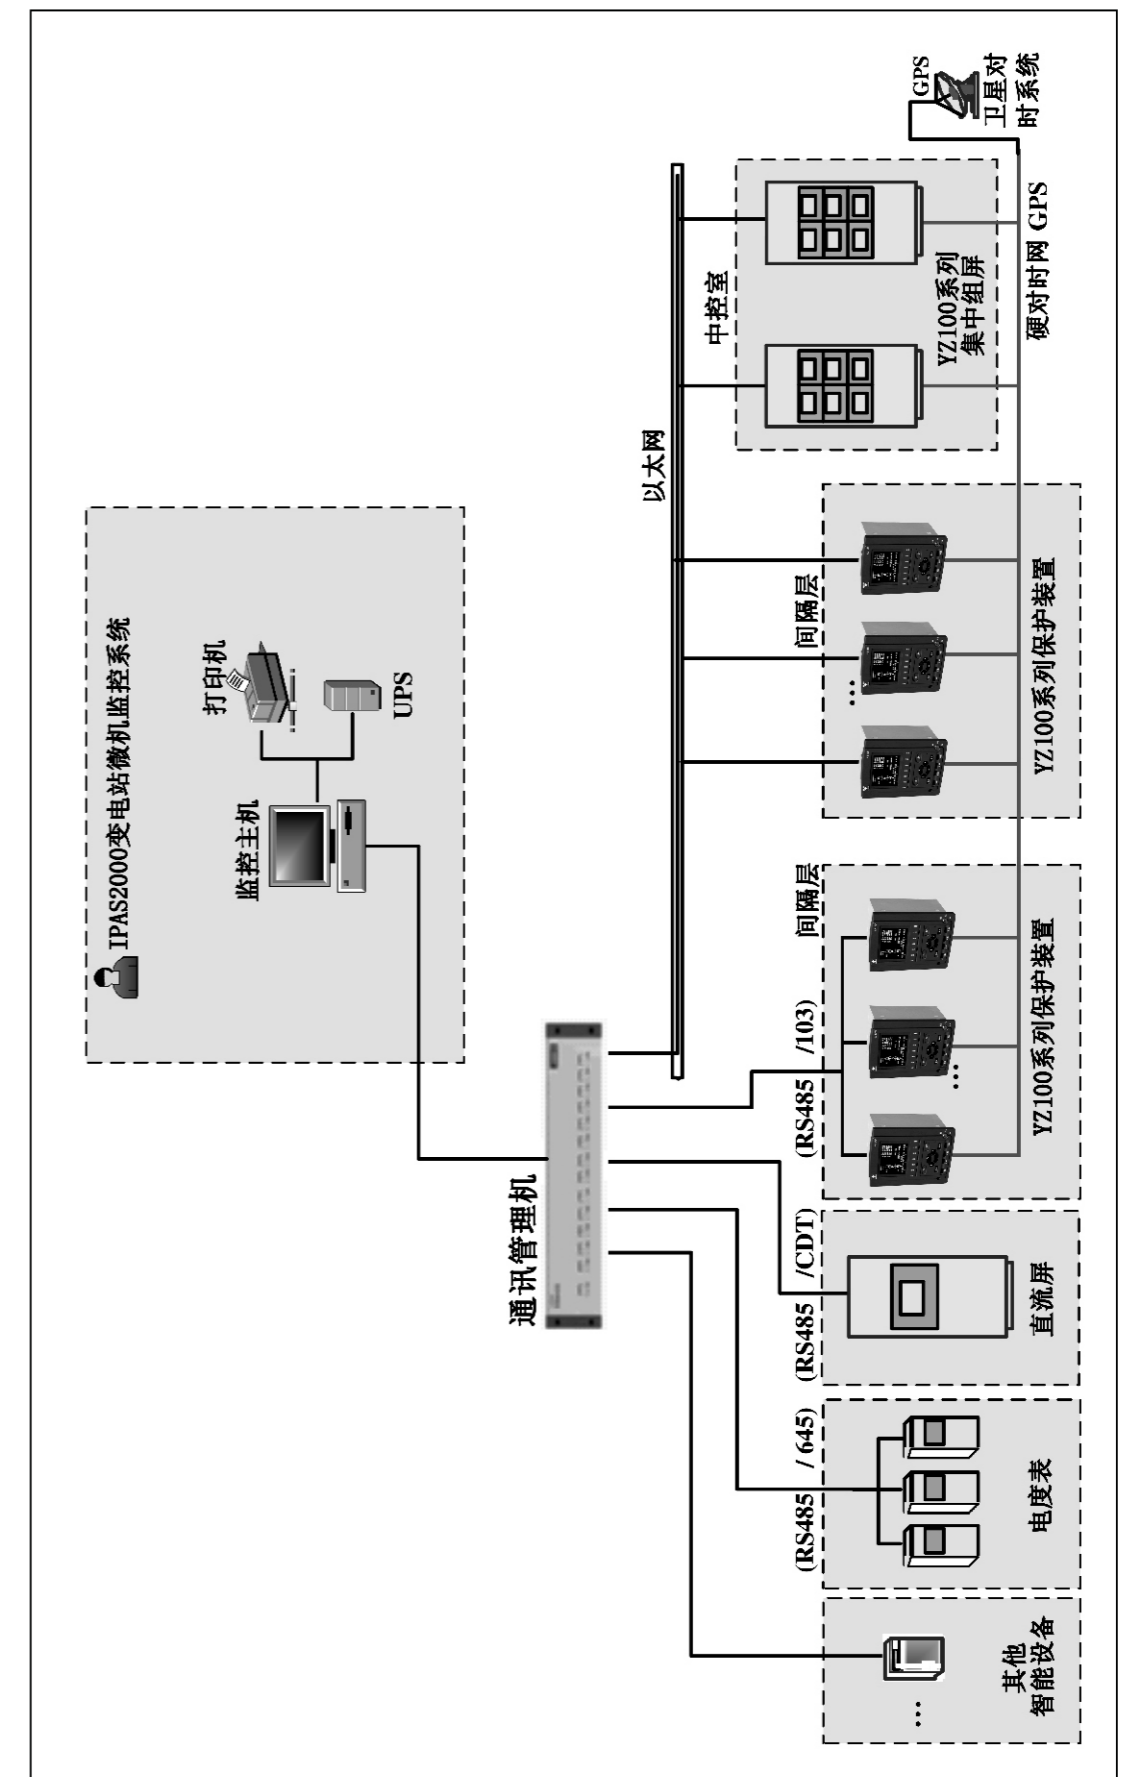 IPAS2000变电站微机监控系统
打印机
监控主机
UPS
通讯管理机
以太网
中控室
GPS
卫星对
时系统
YZ100系列
集中组屏
硬对时网 GPS
间隔层
...
YZ100系列保护装置
间隔层
(RS485 /103)
...
YZ100系列保护装置
(RS485 /CDT)
直流屏
(RS485 / 645)
电度表
...
其他
智能设备